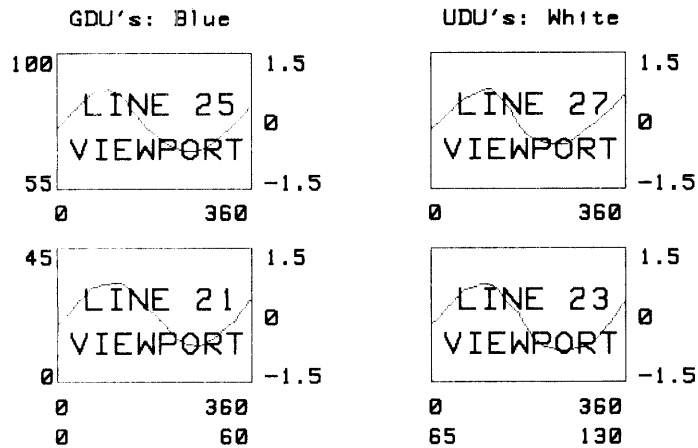 GDU's: Blue UDU's: White
100 1.5 1.5
LINE 25 LINE 27
0 0
VIEWPORT VIEWPORT
55 -1.5 -1.5
0 360 0 360
45 1.5 1.5
LINE 21 LINE 23
0 0
VIEWPORT VIEWPORT
0 -1.5 -1.5
0 360 0 360
0 60 65 130